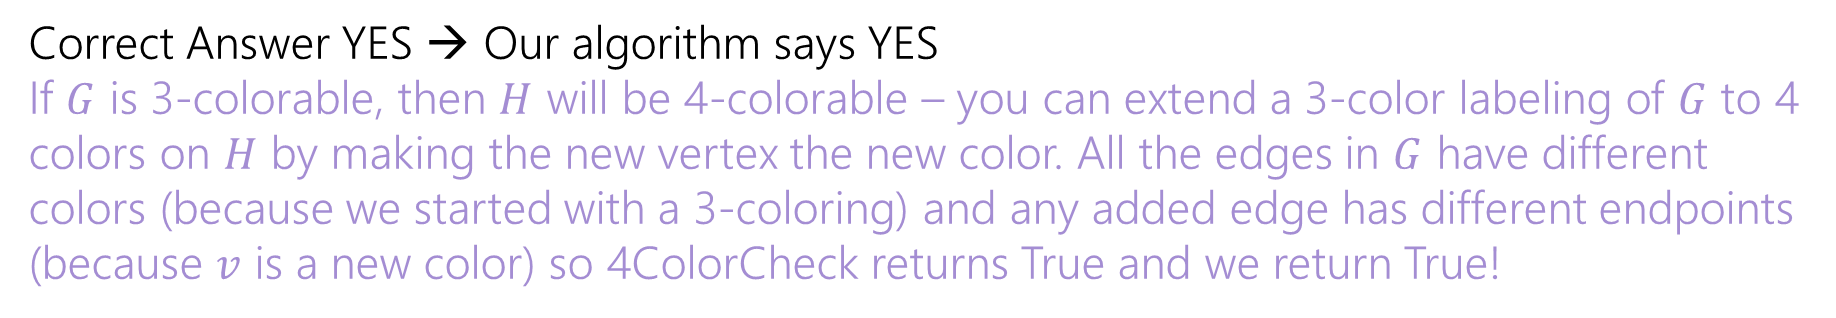 Correct Answer YES → Our algorithm says YES
If 𝐺 is 3-colorable, then 𝐻 will be 4-colorable – you can extend a 3-color labeling of 𝐺 to 4
colors on 𝐻 by making the new vertex the new color. All the edges in 𝐺 have different
colors (because we started with a 3-coloring) and any added edge has different endpoints
(because 𝑣 is a new color) so 4ColorCheck returns True and we return True!